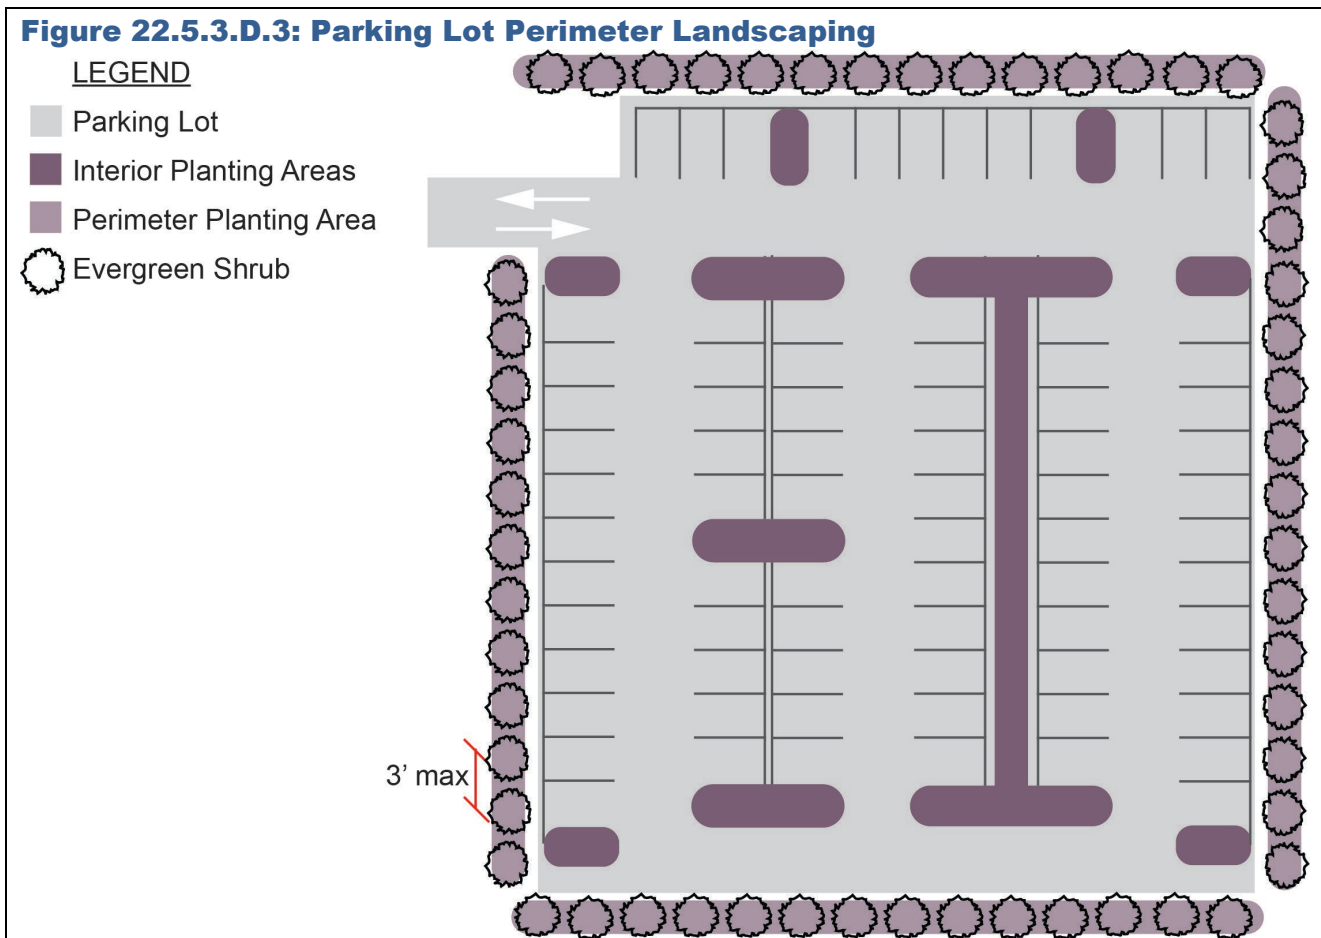 Figure 22.5.3.D.3: Parking Lot Perimeter Landscaping
LEGEND
Parking Lot
Interior Planting Areas
Perimeter Planting Area
Evergreen Shrub
3’ max